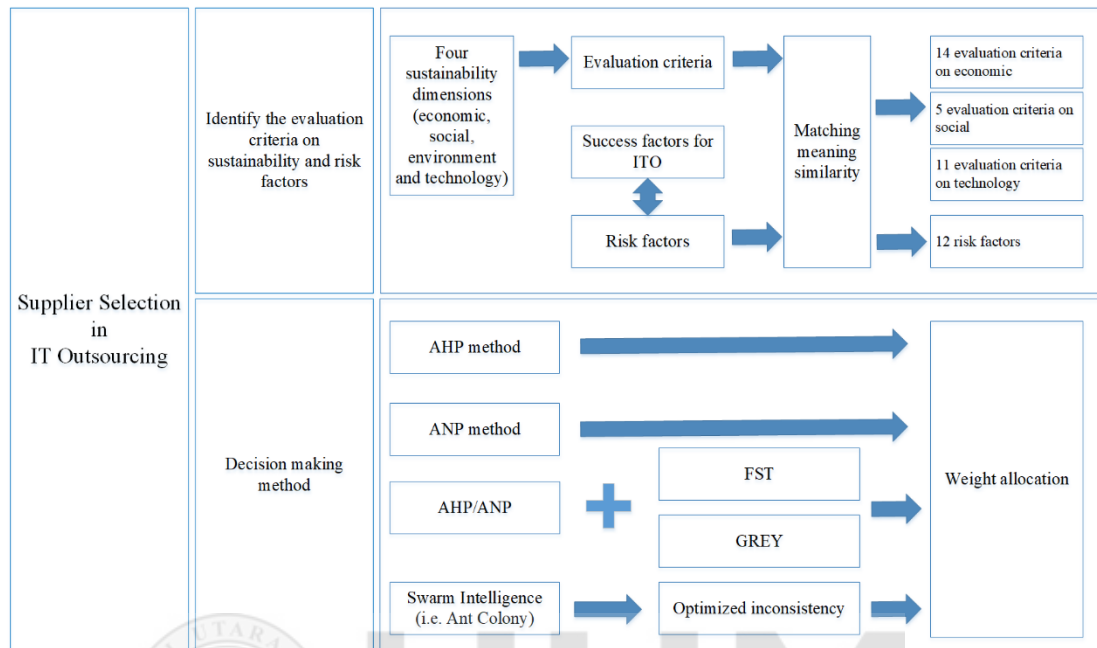 Supplier Selection
in
IT Outsourcing
Identify the evaluation
criteria on
sustainability and risk
factors
Four
sustainability
dimensions
(economic,
social,
environment
and technology)
Evaluation criteria
Success factors for
ITO
Risk factors
Matching
meaning
similarity
14 evaluation criteria
on economic
5 evaluation criteria on
social
11 evaluation criteria
on technology
12 risk factors
Decision making
method
AHP method
ANP method
AHP/ANP
FST
GREY
Swarm Intelligence
(i.e. Ant Colony)
Optimized inconsistency
Weight allocation
UTARA